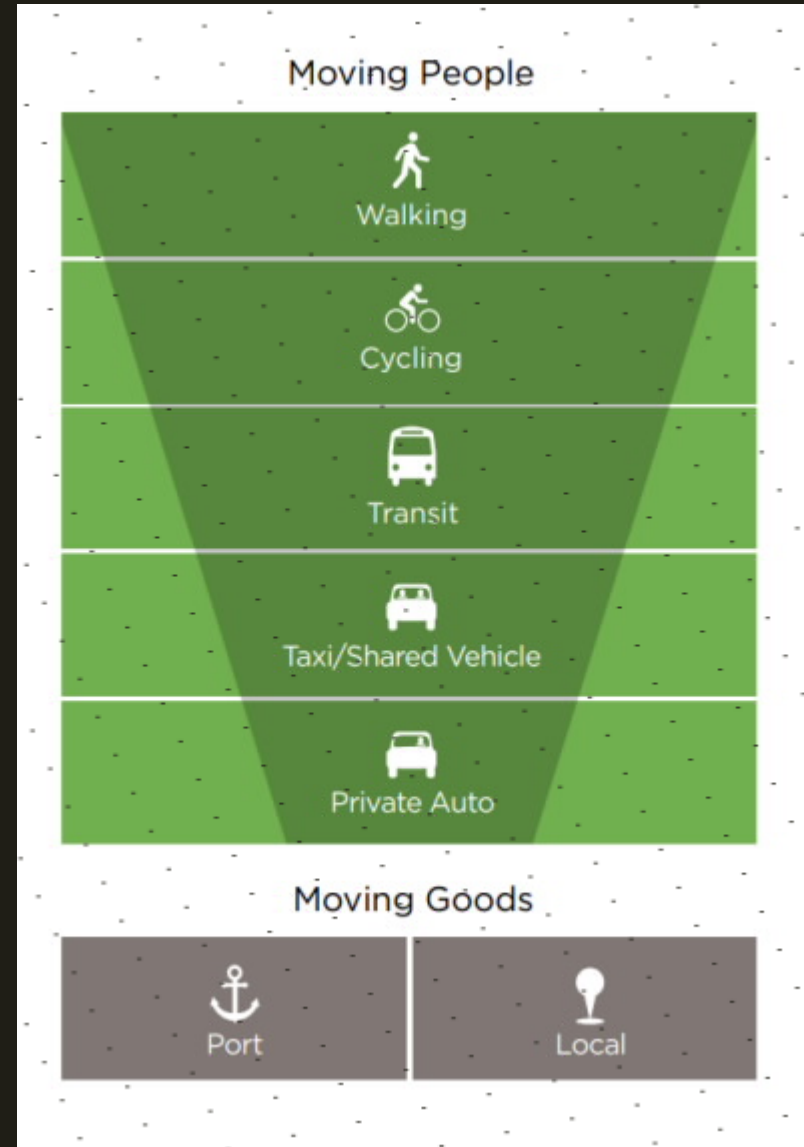 Moving People
Walking
Cycling
Transit
Taxi/Shared Vehicle
Private Auto
Moving Goods
Port
Local